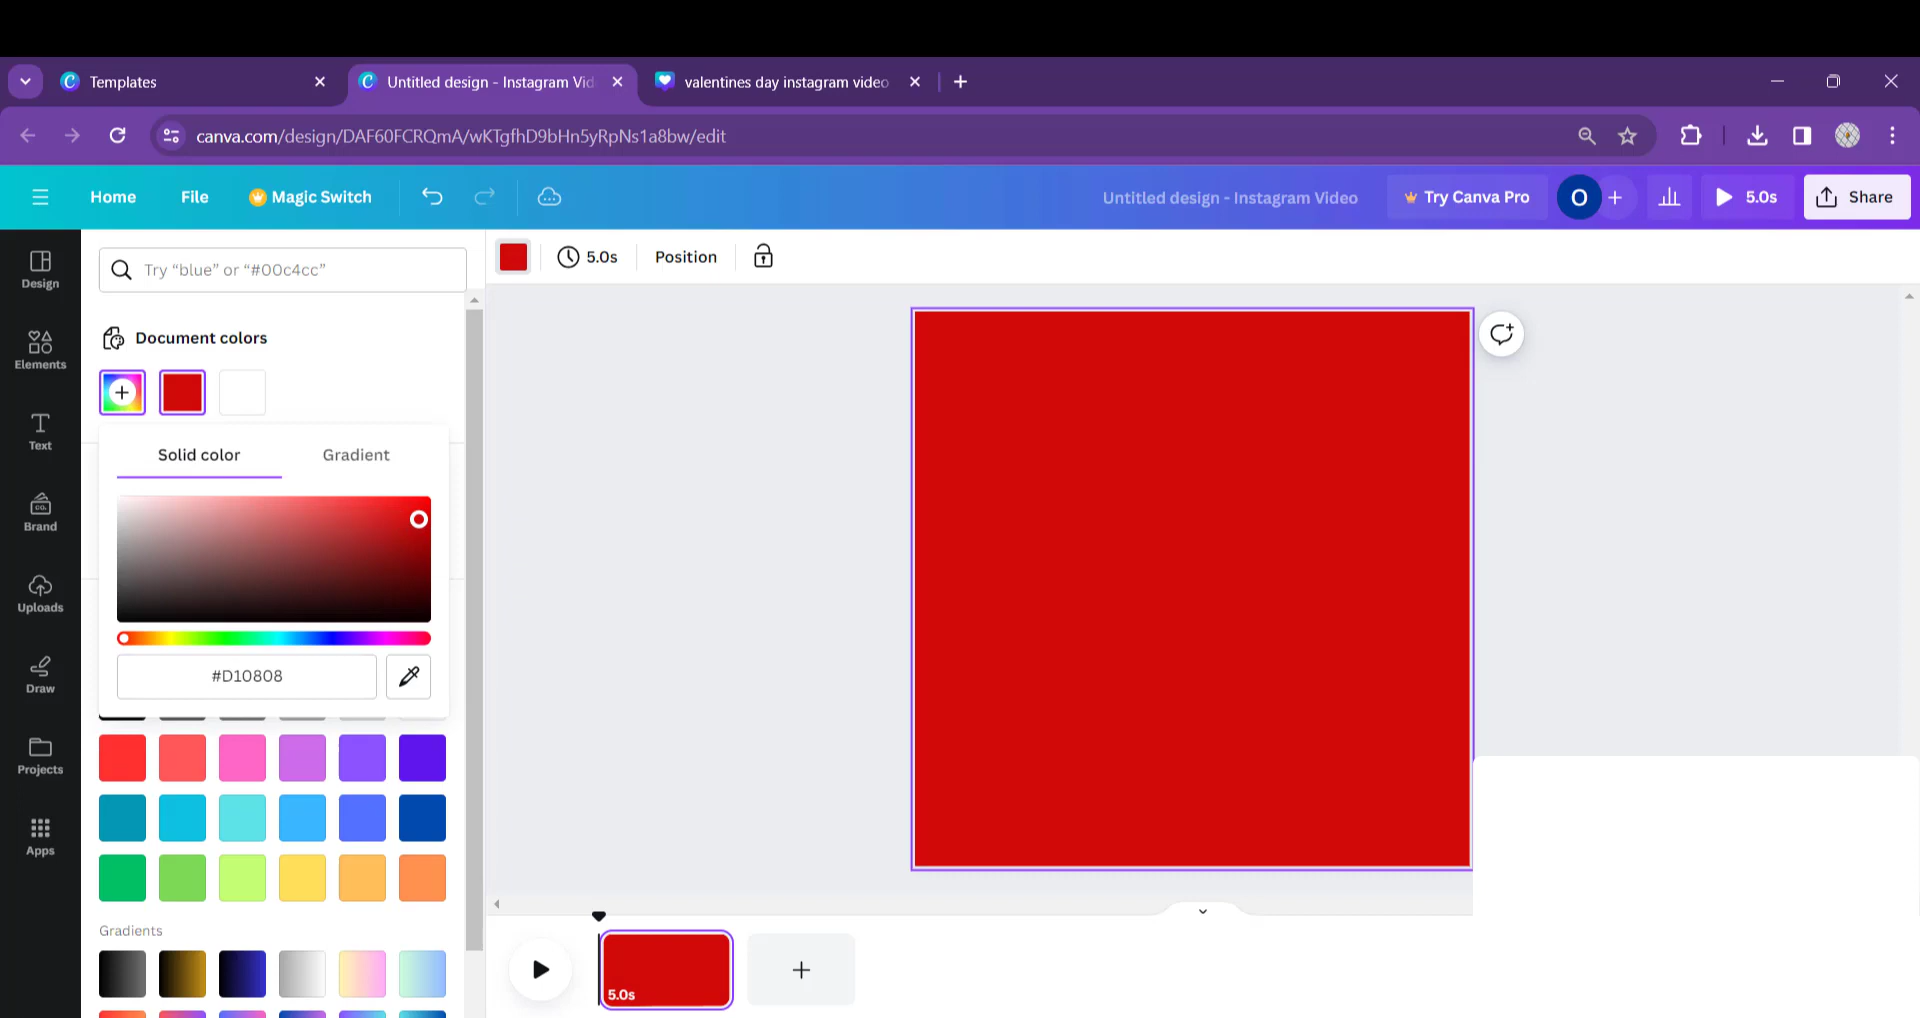 Templates
Untitled design - Instagram Vid
valentines day instagram video
canva.com/design/DAF60FCRQmA/wKTgfhD9bHn5yRpNs1a8bw/edit
Home
File
Magic Switch
Untitled design - Instagram Video
Try Canva Pro
O
5.0s
Share
Design
Elements
Text
Brand
CO.
Uploads
Draw
Projects
Apps
Try “blue” or “#00c4cc”
5.0s
Position
Document colors
Solid color
Gradient
#D10808
Gradients
5.0s